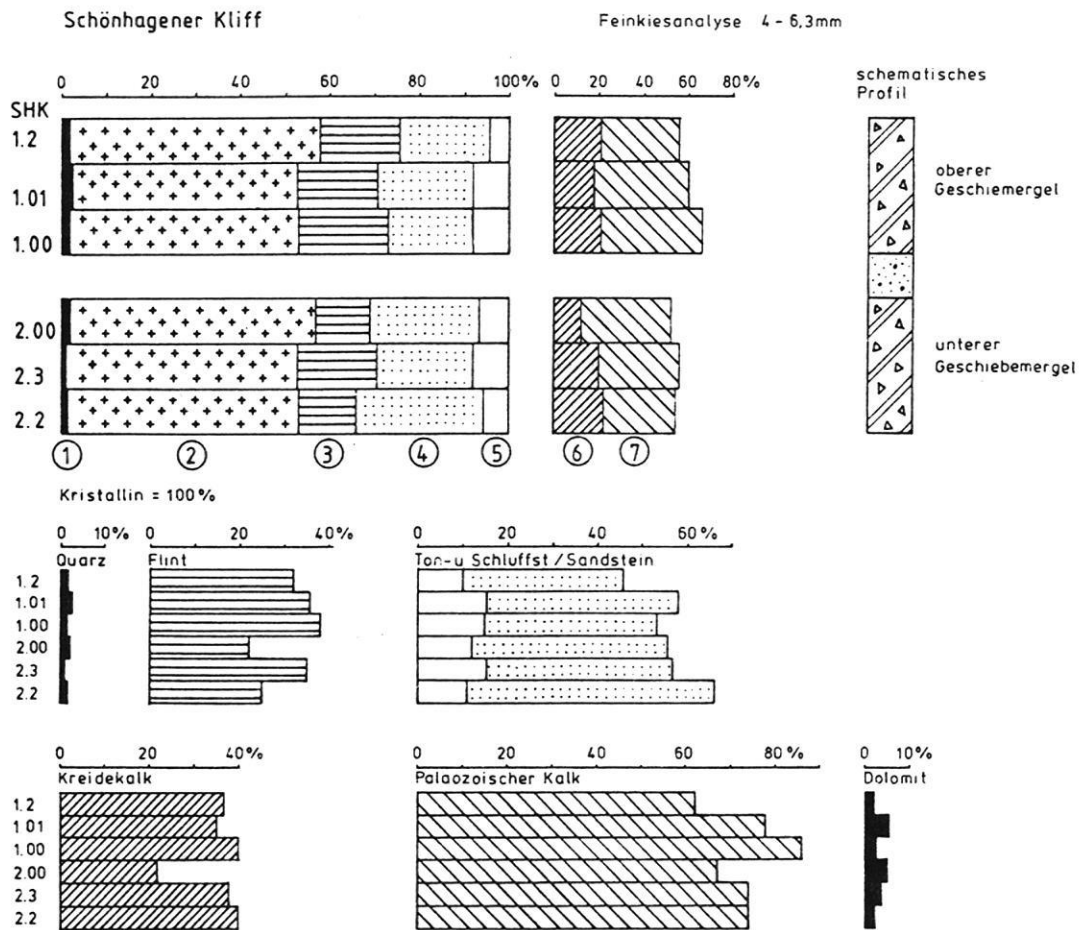 Schönhagener Kliff
Feinkiesanalyse 4 - 6,3mm
0 20 40 60 80 100%
0 20 40 60 80%
schematisches
Profil
SHK
1.2
1.01
1.00
oberer
Geschiemergel
2.00
2.3
2.2
unterer
Geschiebemergel
① ② ③ ④ ⑤ ⑥ ⑦
Kristallin = 100%
0 10%
0 20 40%
0 20 40 60%
Quarz
Flint
Ton-u Schluffst / Sandstein
1.2
1.01
1.00
2.00
2.3
2.2
0 20 40%
0 20 40 60 80 %
0 10%
Kreidekalk
Palaozoischer Kalk
Dolomit
1.2
1 01
1.00
2.00
2.3
2.2